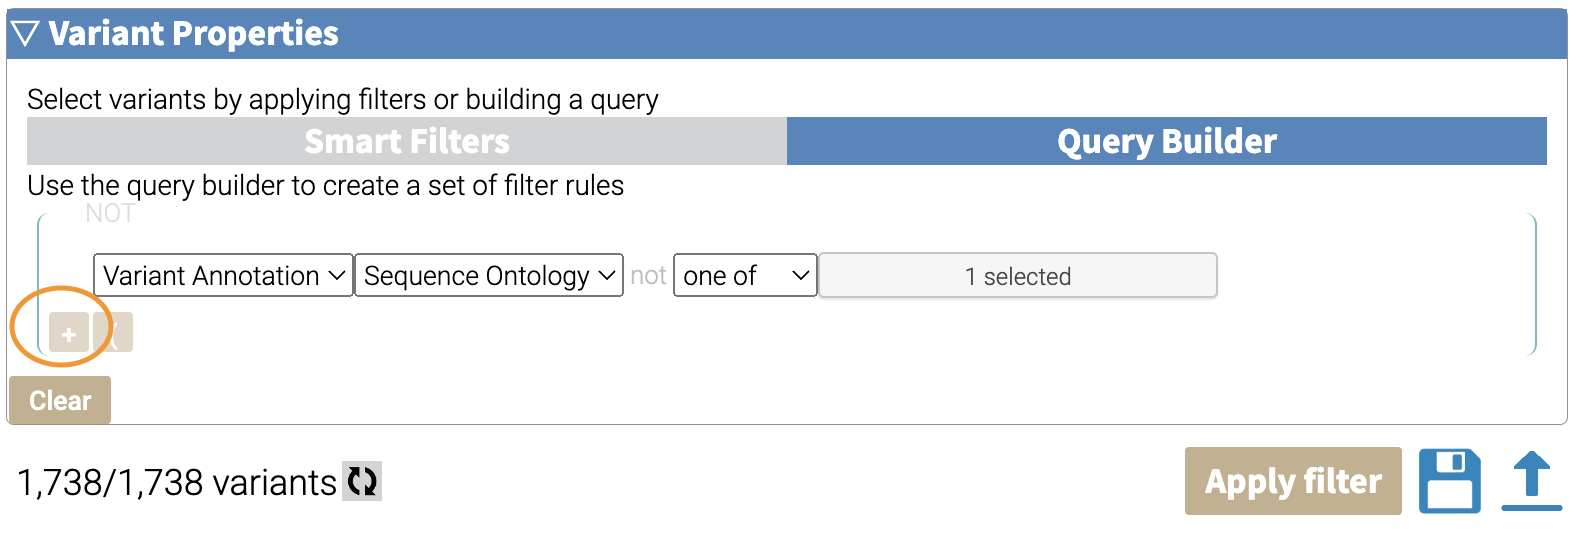 ▽ Variant Properties
Select variants by applying filters or building a query
Smart Filters Query Builder
Use the query builder to create a set of filter rules
NOT
Variant Annotation Sequence Ontology not one of 1 selected
+ (
Clear
1,738/1,738 variants Apply filter